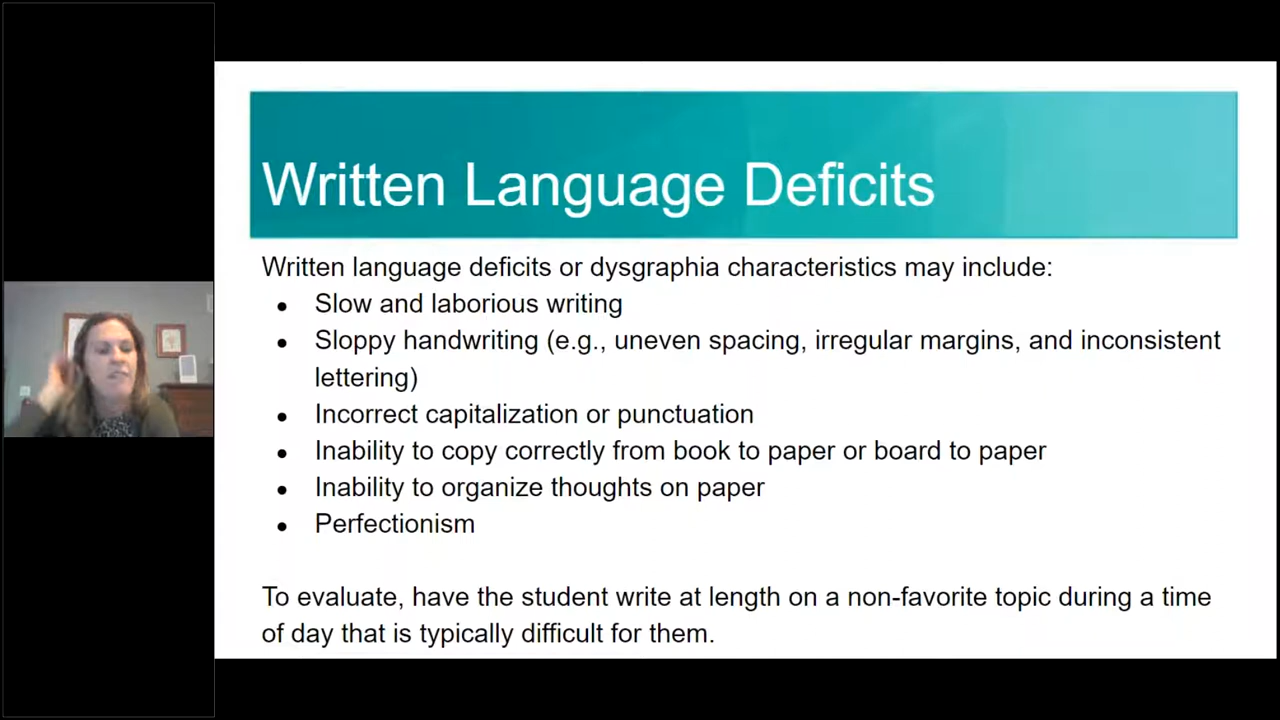 Written Language Deficits
Written language deficits or dysgraphia characteristics may include:
● Slow and laborious writing
● Sloppy handwriting (e.g., uneven spacing, irregular margins, and inconsistent
lettering)
● Incorrect capitalization or punctuation
● Inability to copy correctly from book to paper or board to paper
● Inability to organize thoughts on paper
● Perfectionism
To evaluate, have the student write at length on a non-favorite topic during a time
of day that is typically difficult for them.